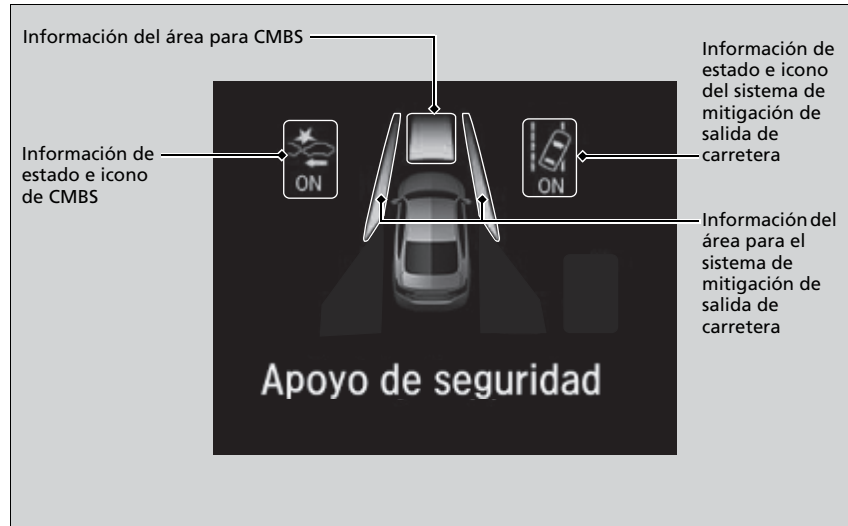 Información del área para CMBS
Información de
estado e icono
del sistema de
mitigación de
salida de
carretera
Información de
estado e icono
de CMBS
ON
ON
Información del
área para el
sistema de
mitigación de
salida de
carretera
Apoyo de seguridad